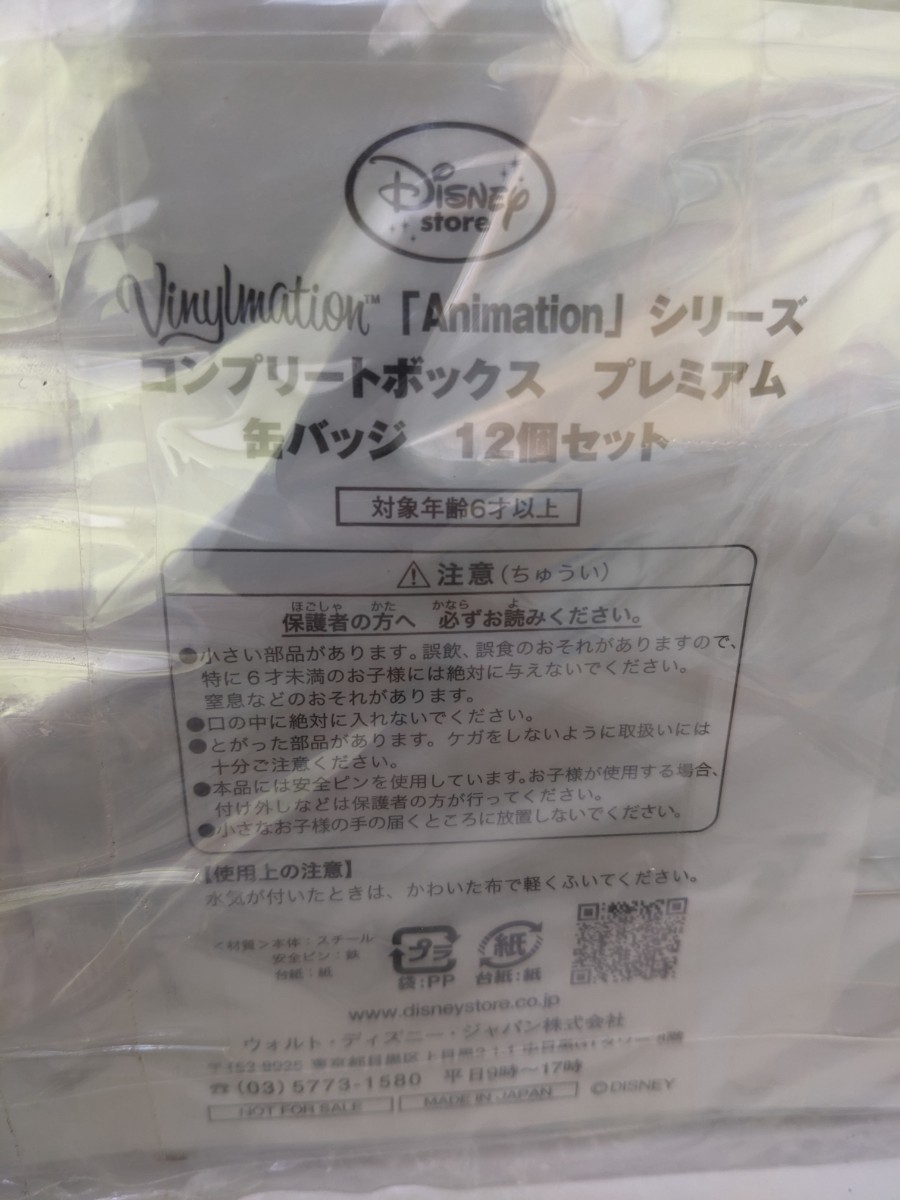 Disney
store
Vinylmation™「Animation」シリーズ
コンプリートボックス プレミアム
缶バッジ 12個セット
対象年齢6才以上
⚠注意(ちゅうい)
ほごしゃ かた かなら よ
保護者の方へ 必ずお読みください。
●小さい部品があります。誤飲、誤食のおそれがありますので、
特に6才未満のお子様には絶対に与えないでください。
窒息などのおそれがあります。
●口の中に絶対に入れないでください。
●とがった部品があります。ケガをしないように取扱いには
十分ご注意ください。
●本品には安全ピンを使用しています。お子様が使用する場合、
付け外しなどは保護者の方が行ってください。
●小さなお子様の手の届くところに放置しないでください。
【使用上の注意】
水気が付いたときは、かわいた布で軽くふいてください。
<材質>本体:スチール
安全ピン:鉄
台紙:紙
プラ
袋:PP
紙
台紙:紙
www.disneystore.co.jp
ウォルト・ディズニー・ジャパン株式会社
〒153-8925 東京都目黒区上目黒2-1-1
☎(03)5773-1580 平日9時～17時
NOT FOR SALE MADE IN JAPAN ©DISNEY